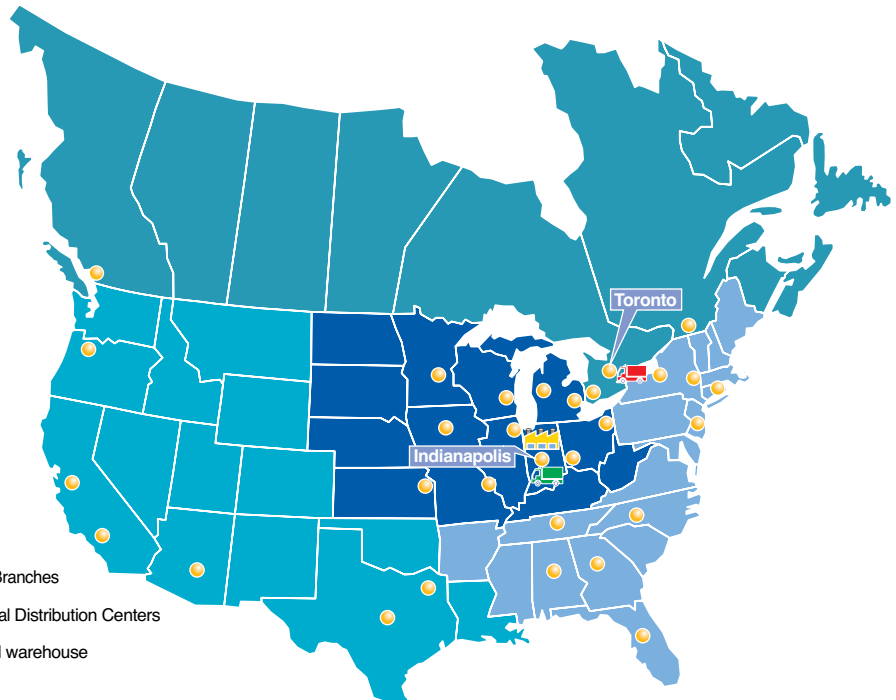 Toronto
Indianapolis
Branches
al Distribution Centers
warehouse